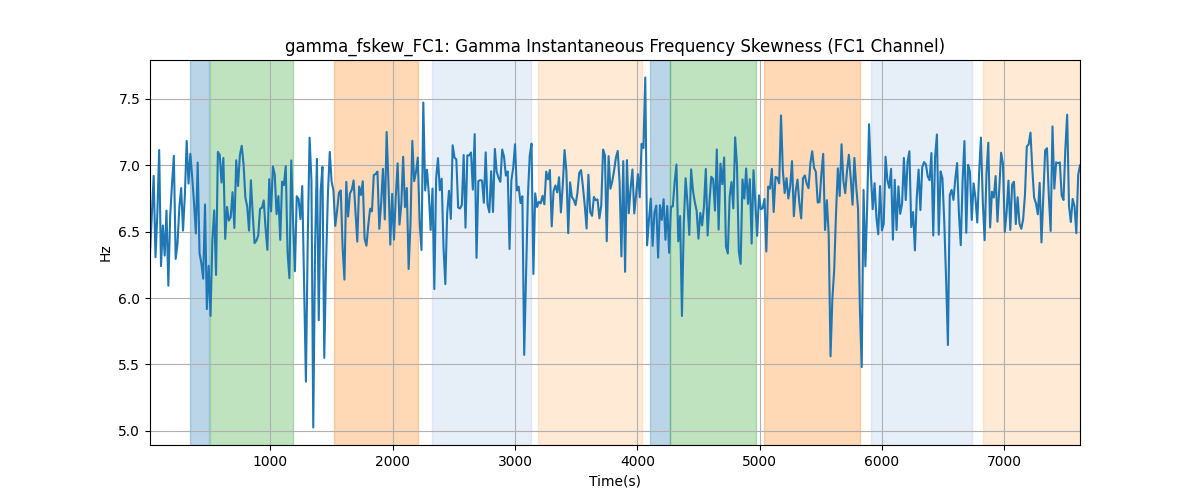 gamma_fskew_FC1: Gamma Instantaneous Frequency Skewness (FC1 Channel)
7.5
7.0
6.5
6.0
5.5
5.0
Hz
1000 2000 3000 4000 5000 6000 7000
Time(s)